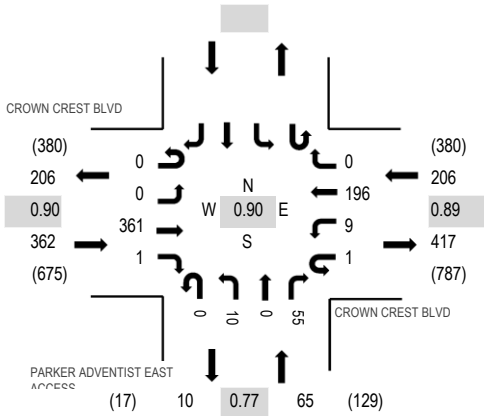 CROWN CREST BLVD
(380) (380)
206 0 0 206
0 N 196
0.90 W 0.90 E 0.89
361 9
362 S 417
1 1
(675) (787)
0 10 0 55
CROWN CREST BLVD
PARKER ADVENTIST EAST
ACCESS
(17) 10 0.77 65 (129)